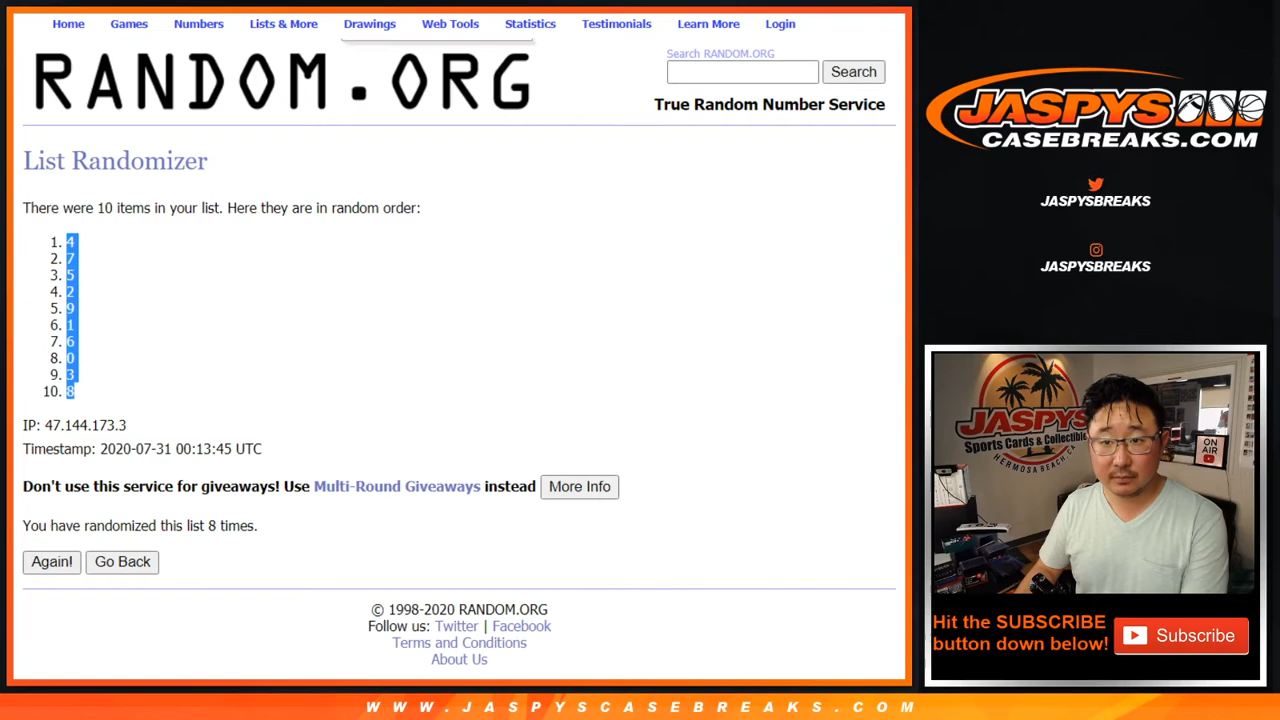 Home Games Numbers Lists & More Drawings Web Tools Statistics Testimonials Learn More Login
RANDOM.ORG
Search RANDOM.ORG
Search
True Random Number Service
List Randomizer
There were 10 items in your list. Here they are in random order:
1. 4
2. 7
3. 5
4. 2
5. 9
6. 1
7. 6
8. 0
9. 3
10. 8
IP: 47.144.173.3
Timestamp: 2020-07-31 00:13:45 UTC
Don't use this service for giveaways! Use Multi-Round Giveaways instead More Info
You have randomized this list 8 times.
Again! Go Back
© 1998-2020 RANDOM.ORG
Follow us: Twitter | Facebook
Terms and Conditions
About Us
JASPYS
CASEBREAKS.COM
JASPYSBREAKS
JASPYSBREAKS
JASPYS
Sports Cards & Collectible
HERMOSA BEACH, CA
ON AIR
Hit the SUBSCRIBE
button down below!
Subscribe
WWW.JASPYSCASEBREAKS.COM